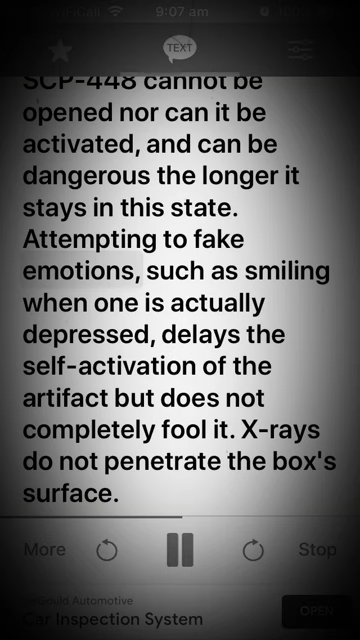 9:07 am
TEXT
SCP-448 cannot be
opened nor can it be
activated, and can be
dangerous the longer it
stays in this state.
Attempting to fake
emotions, such as smiling
when one is actually
depressed, delays the
self-activation of the
artifact but does not
completely fool it. X-rays
do not penetrate the box's
surface.
More
Stop
Gould Automotive
Car Inspection System
OPEN